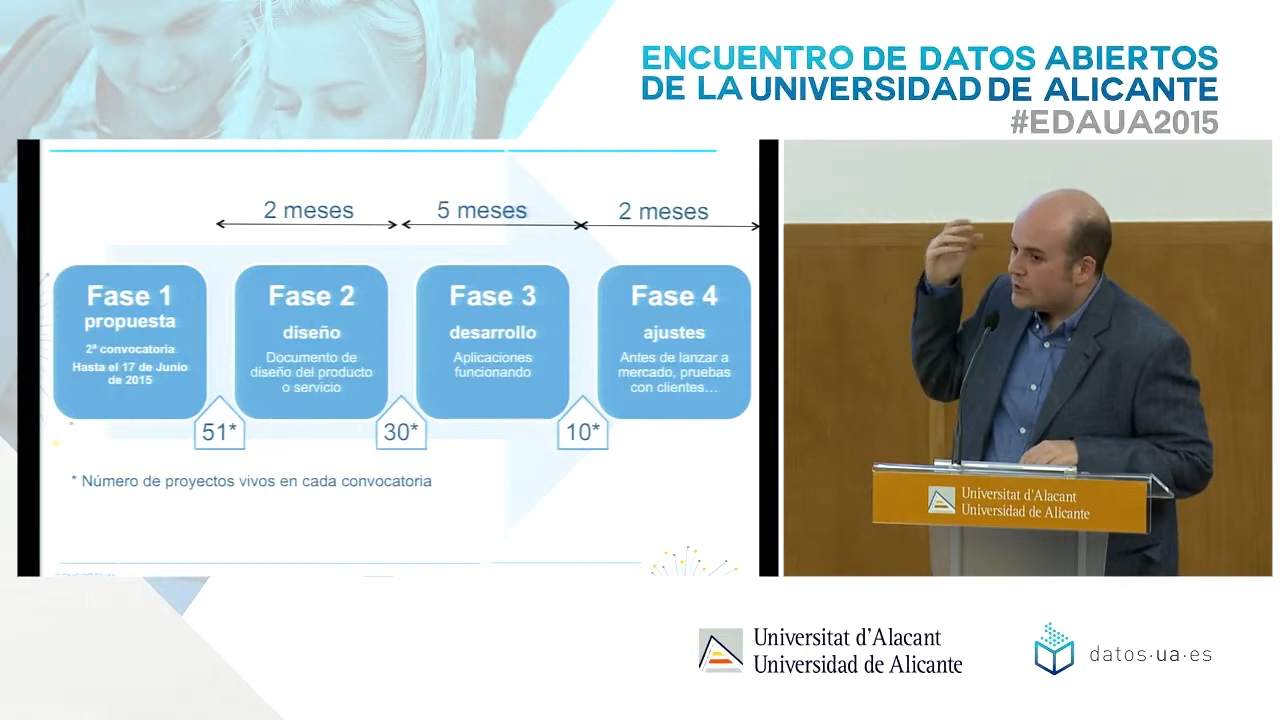 ENCUENTRO DE DATOS ABIERTOS
DE LA UNIVERSIDAD DE ALICANTE
#EDAUA2015
2 meses
5 meses
2 meses
Fase 1
propuesta
2ª convocatoria
Hasta el 17 de Junio
de 2015
Fase 2
diseño
Documento de
diseño del producto
o servicio
Fase 3
desarrollo
Aplicaciones
funcionando
Fase 4
ajustes
Antes de lanzar a
mercado, pruebas
con clientes...
51*
30*
10*
* Número de proyectos vivos en cada convocatoria
Universitat d'Alacant
Universidad de Alicante
Universitat d'Alacant
Universidad de Alicante
datos·ua·es